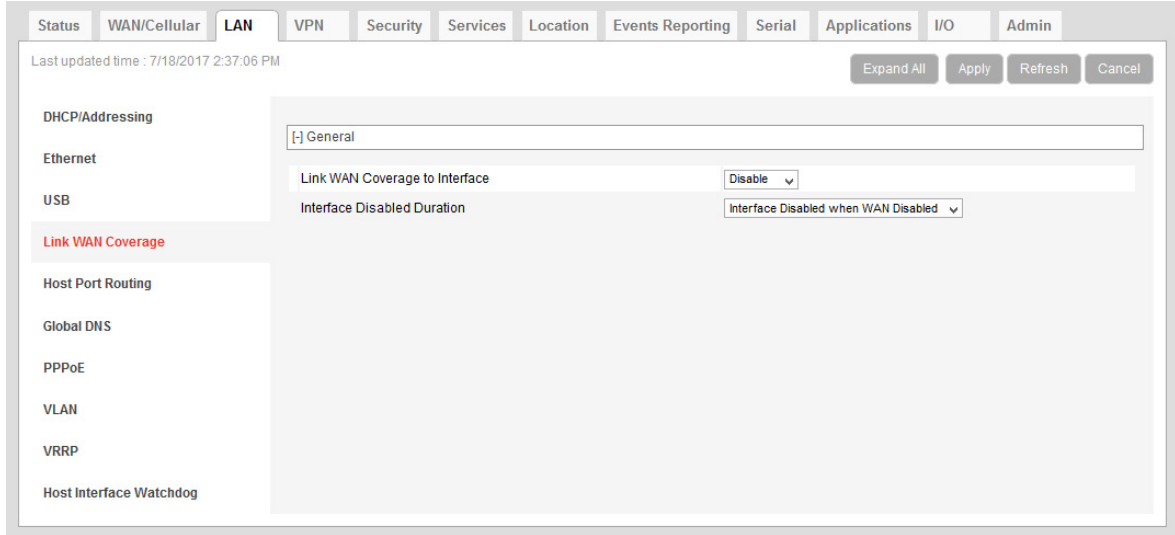 Status WAN/Cellular LAN VPN Security Services Location Events Reporting Serial Applications I/O Admin
Last updated time : 7/18/2017 2:37:06 PM
Expand All Apply Refresh Cancel
DHCP/Addressing
[-] General
Ethernet
Link WAN Coverage to Interface Disable
USB
Interface Disabled Duration Interface Disabled when WAN Disabled
Link WAN Coverage
Host Port Routing
Global DNS
PPPoE
VLAN
VRRP
Host Interface Watchdog